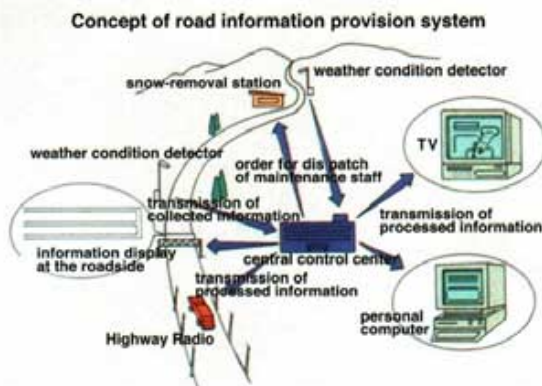 Concept of road information provision system
weather condition detector
snow-removal station
weather condition detector
order for dis patch
of maintenance staff
TV
transmission of
collected information
transmission of
processed information
information display
at the roadside
central control center
transmission of
processed information
personal
computer
Highway Radio